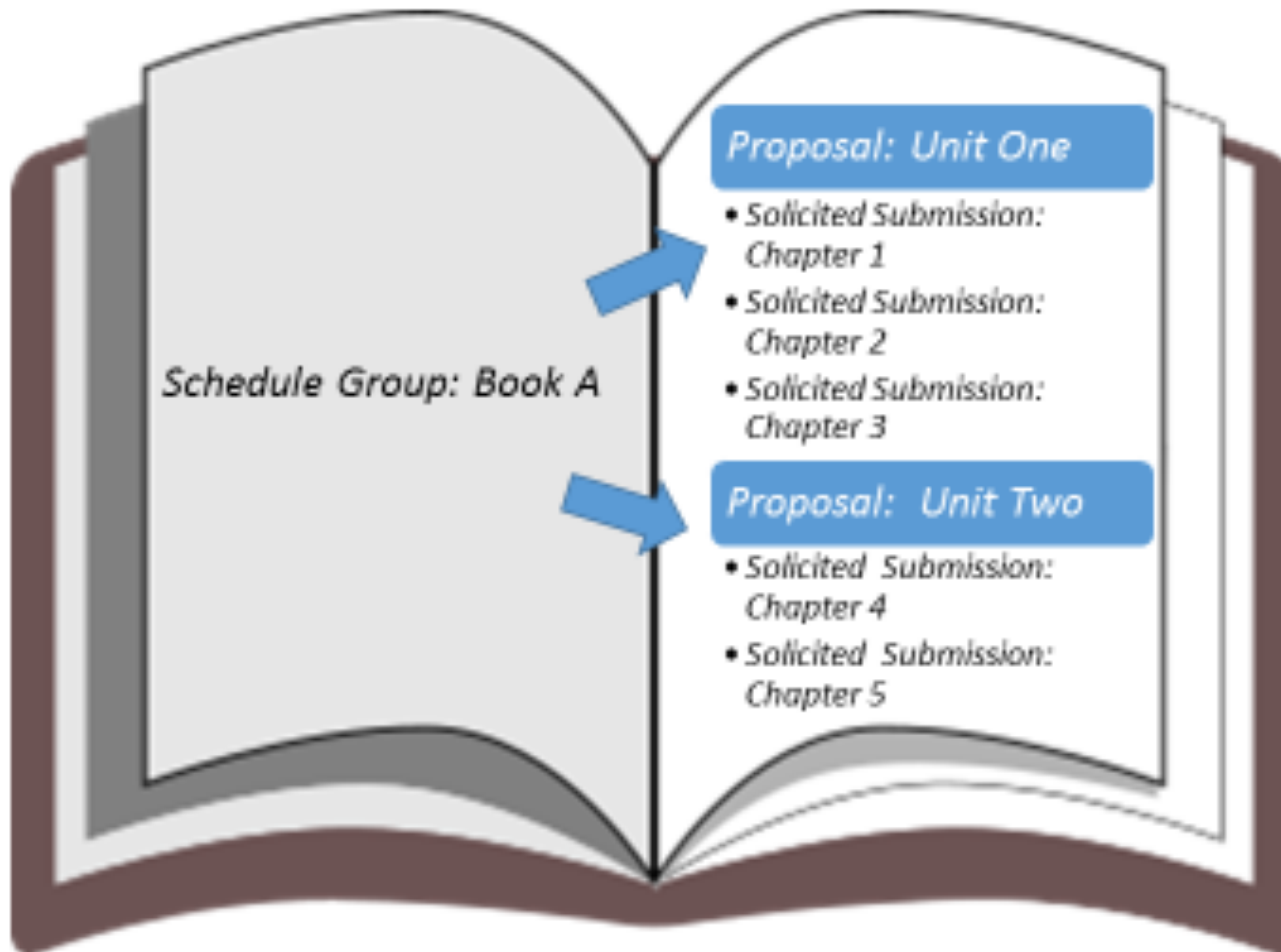 Schedule Group: Book A
Proposal: Unit One
• Solicited Submission:
Chapter 1
• Solicited Submission:
Chapter 2
• Solicited Submission:
Chapter 3
Proposal: Unit Two
• Solicited Submission:
Chapter 4
• Solicited Submission:
Chapter 5